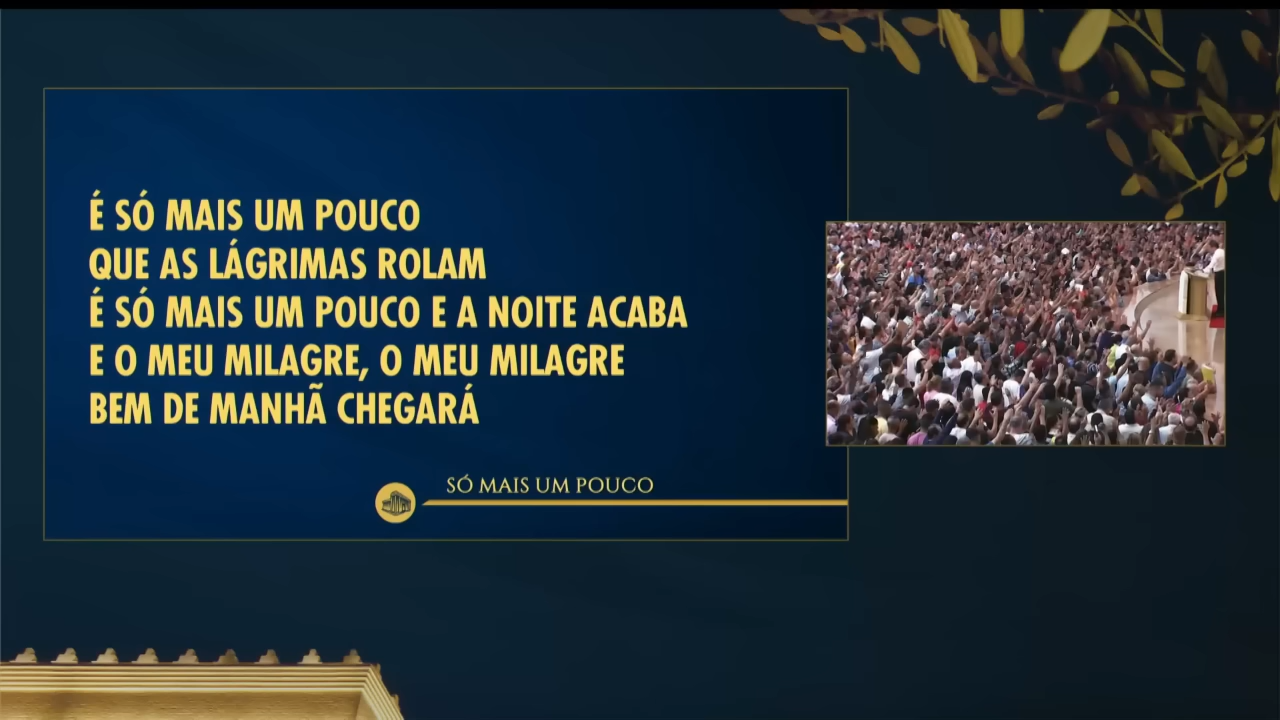 É SÓ MAIS UM POUCO
QUE AS LÁGRIMAS ROLAM
É SÓ MAIS UM POUCO E A NOITE ACABA
E O MEU MILAGRE, O MEU MILAGRE
BEM DE MANHÃ CHEGARÁ
SÓ MAIS UM POUCO